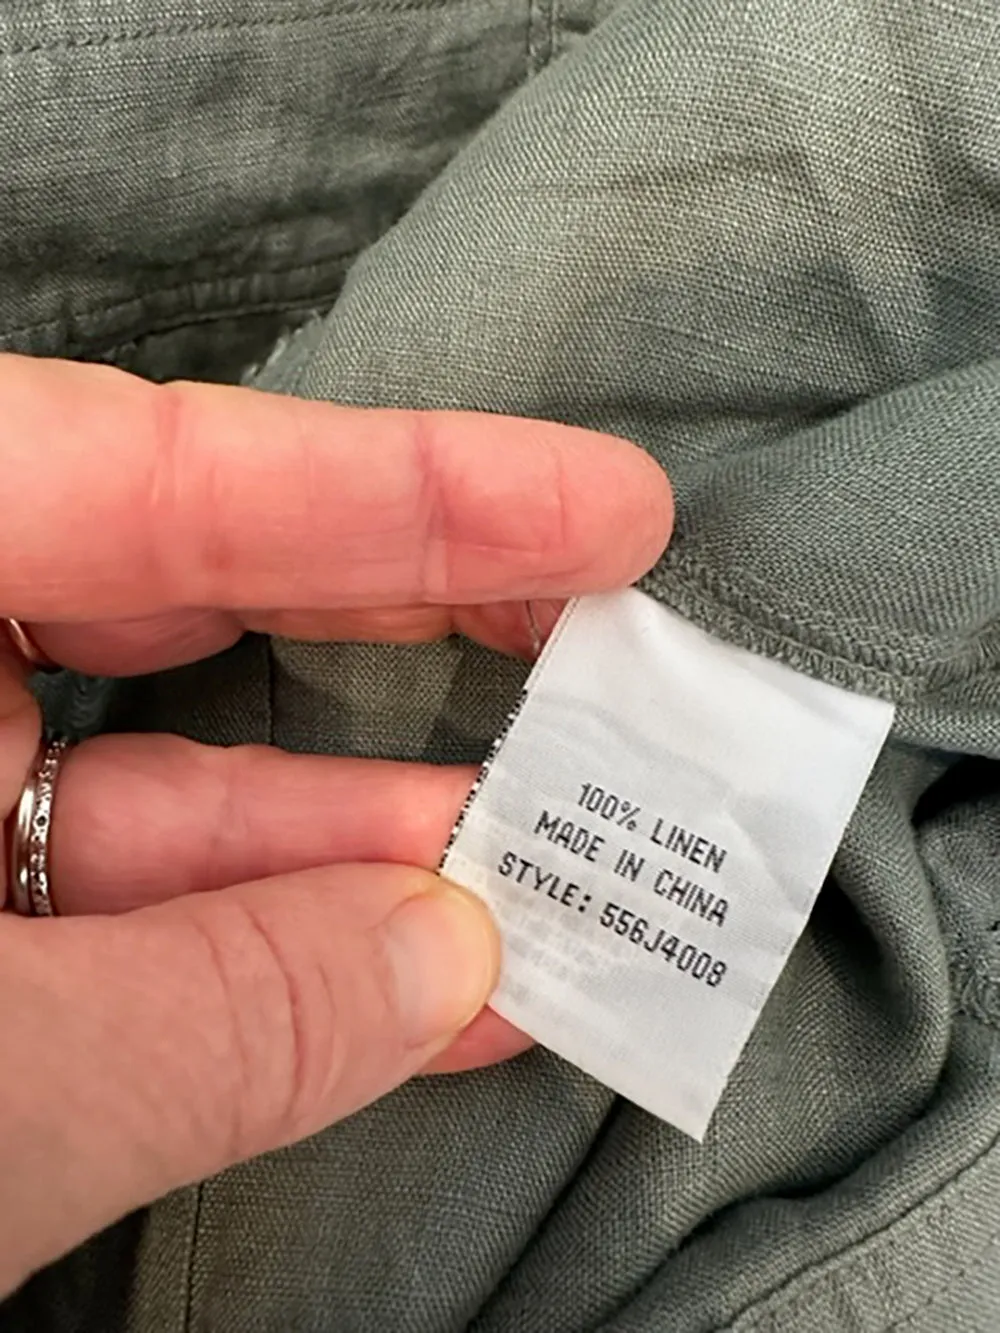 100% LINEN
MADE IN CHINA
STYLE: 556J4008